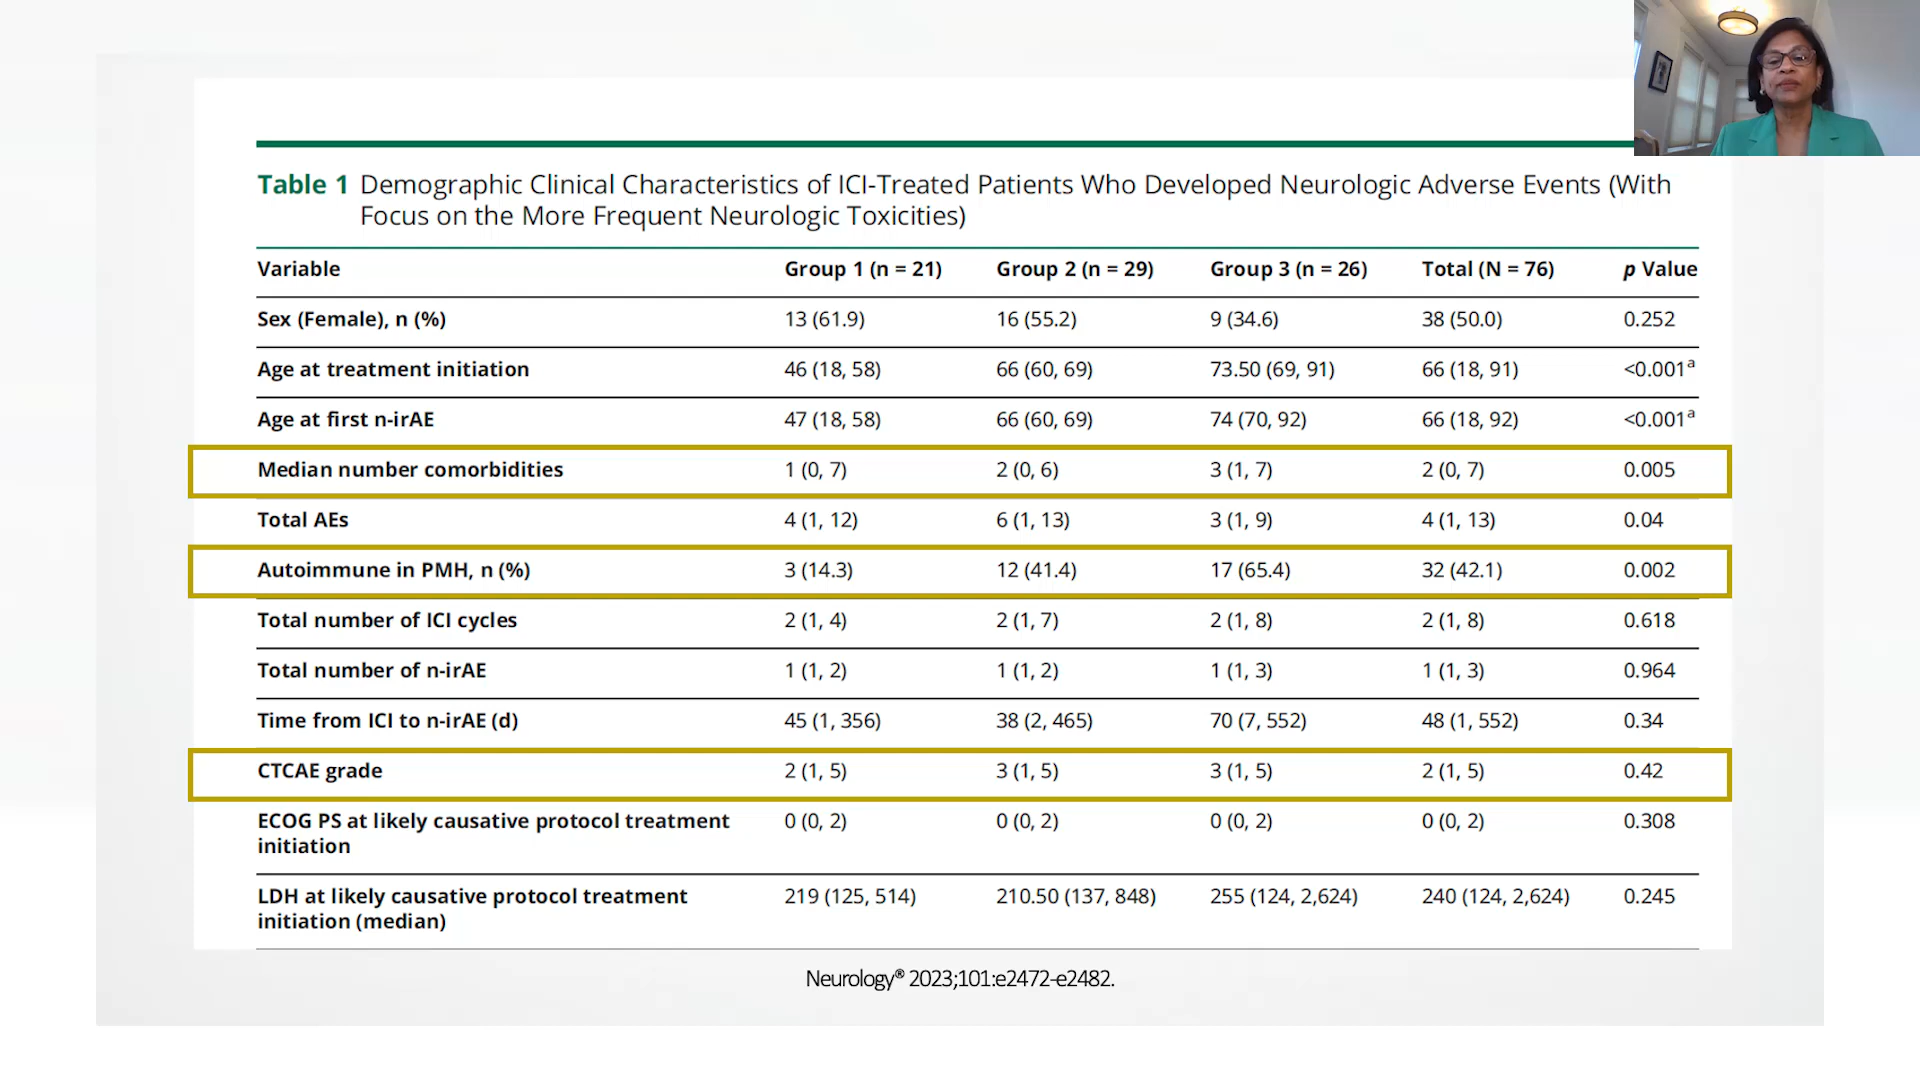 Table 1 Demographic Clinical Characteristics of ICI-Treated Patients Who Developed Neurologic Adverse Events (With
Focus on the More Frequent Neurologic Toxicities)
Variable Group 1 (n = 21) Group 2 (n = 29) Group 3 (n = 26) Total (N = 76) p Value
Sex (Female), n (%) 13 (61.9) 16 (55.2) 9 (34.6) 38 (50.0) 0.252
Age at treatment initiation 46 (18, 58) 66 (60, 69) 73.50 (69, 91) 66 (18, 91) <0.001a
Age at first n-irAE 47 (18, 58) 66 (60, 69) 74 (70, 92) 66 (18, 92) <0.001a
Median number comorbidities 1 (0, 7) 2 (0, 6) 3 (1, 7) 2 (0, 7) 0.005
Total AEs 4 (1, 12) 6 (1, 13) 3 (1, 9) 4 (1, 13) 0.04
Autoimmune in PMH, n (%) 3 (14.3) 12 (41.4) 17 (65.4) 32 (42.1) 0.002
Total number of ICI cycles 2 (1, 4) 2 (1, 7) 2 (1, 8) 2 (1, 8) 0.618
Total number of n-irAE 1 (1, 2) 1 (1, 2) 1 (1, 3) 1 (1, 3) 0.964
Time from ICI to n-irAE (d) 45 (1, 356) 38 (2, 465) 70 (7, 552) 48 (1, 552) 0.34
CTCAE grade 2 (1, 5) 3 (1, 5) 3 (1, 5) 2 (1, 5) 0.42
ECOG PS at likely causative protocol treatment 0 (0, 2) 0 (0, 2) 0 (0, 2) 0 (0, 2) 0.308
initiation
LDH at likely causative protocol treatment 219 (125, 514) 210.50 (137, 848) 255 (124, 2,624) 240 (124, 2,624) 0.245
initiation (median)
Neurology® 2023;101:e2472-e2482.